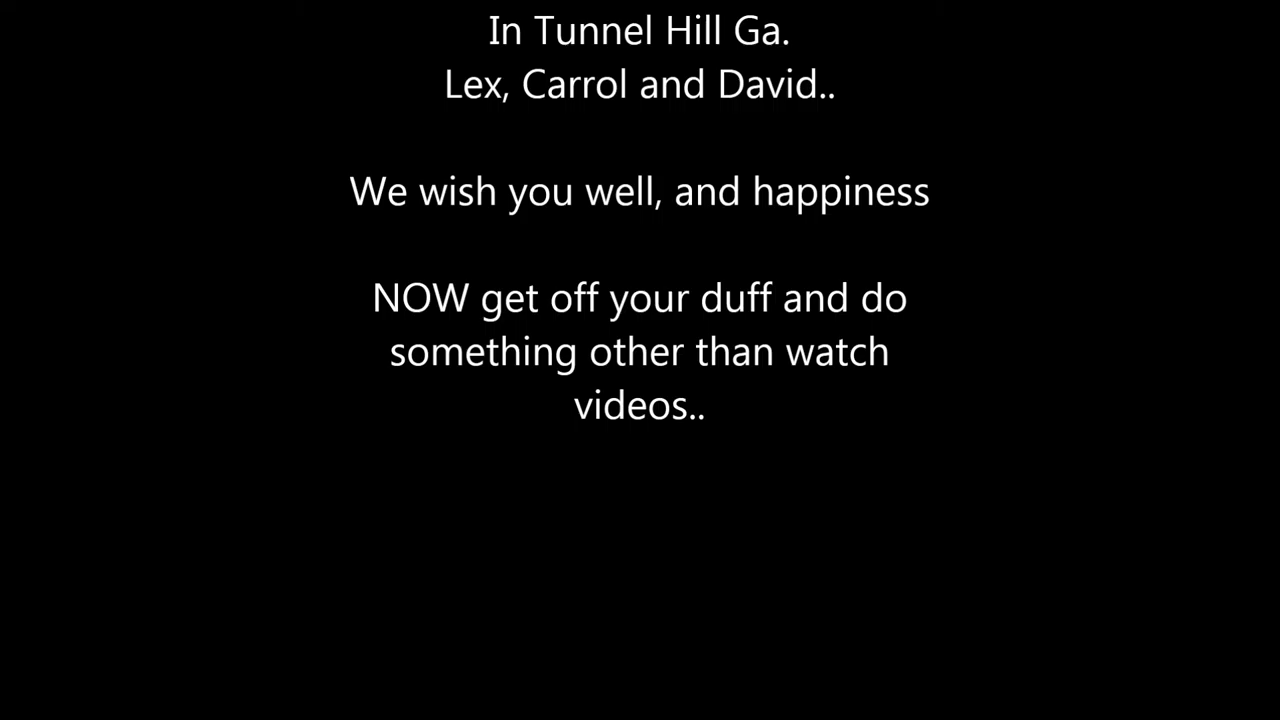 In Tunnel Hill Ga.
Lex, Carrol and David..
We wish you well, and happiness
NOW get off your duff and do
something other than watch
videos..